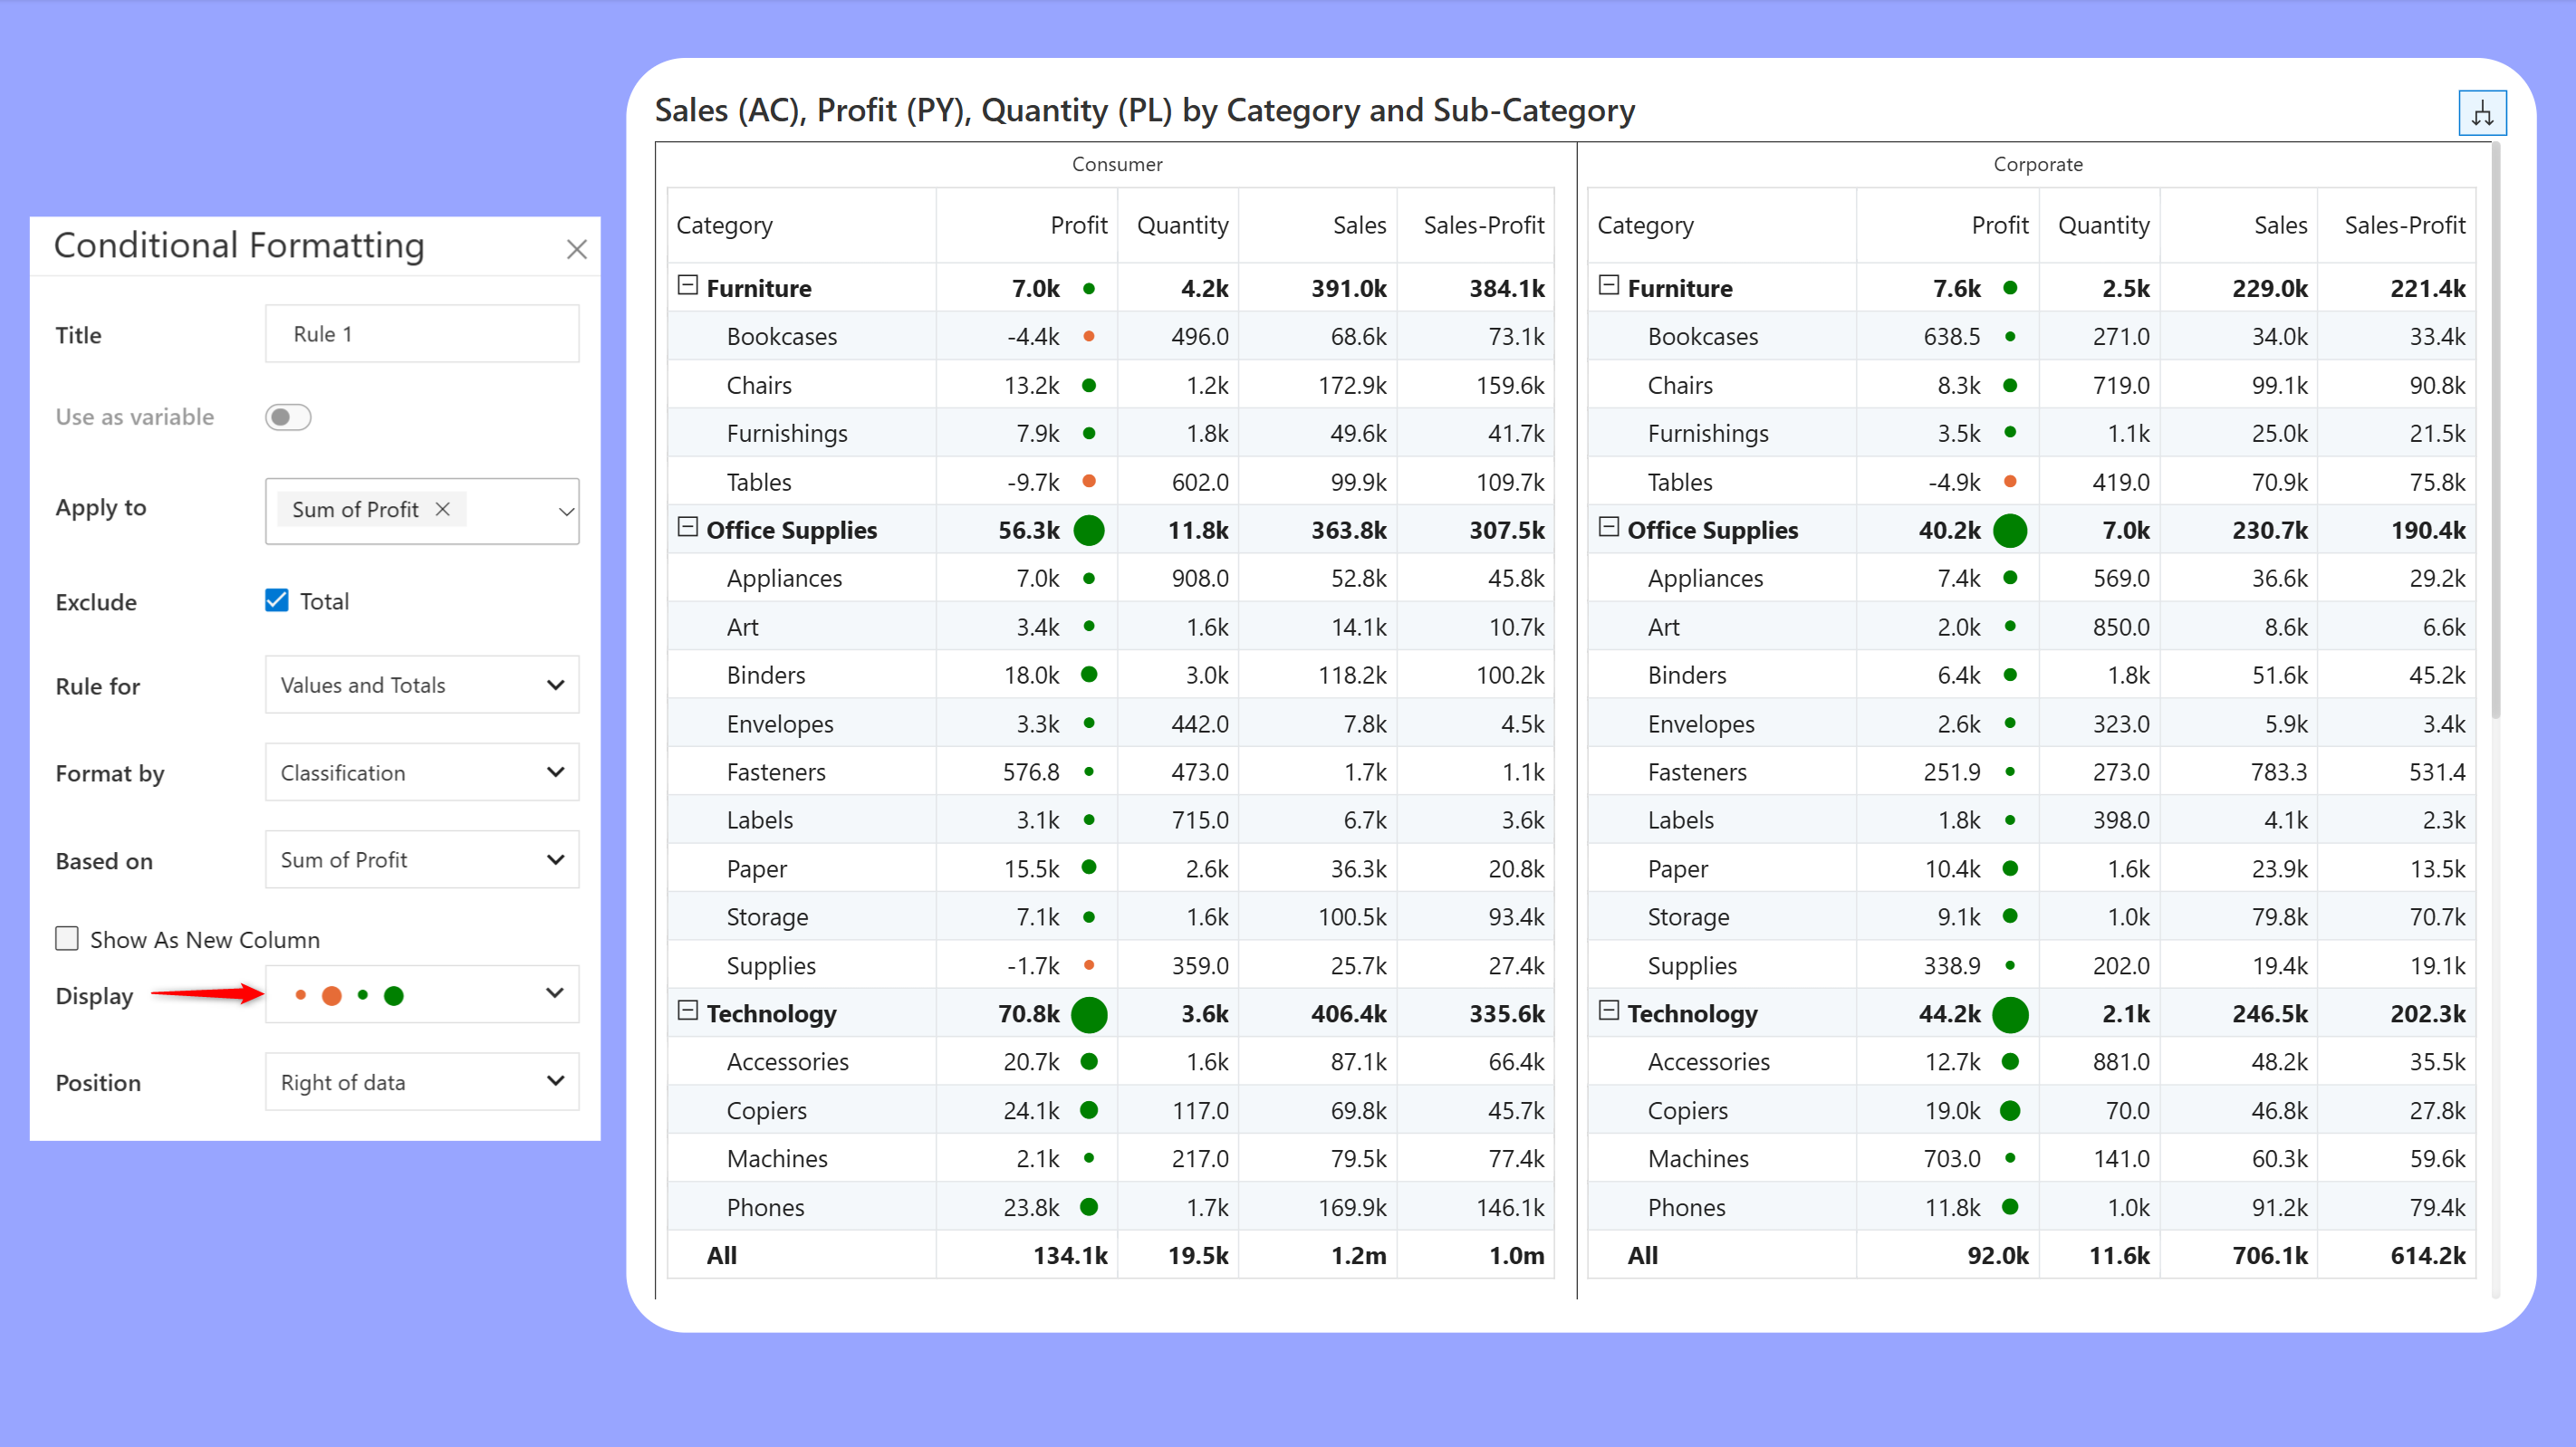 Conditional Formatting
Title Rule 1
Use as variable
Apply to Sum of Profit
Exclude Total
Rule for Values and Totals
Format by Classification
Based on Sum of Profit
Show As New Column
Display
Position Right of data
Sales (AC), Profit (PY), Quantity (PL) by Category and Sub-Category
Consumer
Category Profit Quantity Sales Sales-Profit
Furniture 7.0k 4.2k 391.0k 384.1k
Bookcases -4.4k 496.0 68.6k 73.1k
Chairs 13.2k 1.2k 172.9k 159.6k
Furnishings 7.9k 1.8k 49.6k 41.7k
Tables -9.7k 602.0 99.9k 109.7k
Office Supplies 56.3k 11.8k 363.8k 307.5k
Appliances 7.0k 908.0 52.8k 45.8k
Art 3.4k 1.6k 14.1k 10.7k
Binders 18.0k 3.0k 118.2k 100.2k
Envelopes 3.3k 442.0 7.8k 4.5k
Fasteners 576.8 473.0 1.7k 1.1k
Labels 3.1k 715.0 6.7k 3.6k
Paper 15.5k 2.6k 36.3k 20.8k
Storage 7.1k 1.6k 100.5k 93.4k
Supplies -1.7k 359.0 25.7k 27.4k
Technology 70.8k 3.6k 406.4k 335.6k
Accessories 20.7k 1.6k 87.1k 66.4k
Copiers 24.1k 117.0 69.8k 45.7k
Machines 2.1k 217.0 79.5k 77.4k
Phones 23.8k 1.7k 169.9k 146.1k
All 134.1k 19.5k 1.2m 1.0m
Corporate
Category Profit Quantity Sales Sales-Profit
Furniture 7.6k 2.5k 229.0k 221.4k
Bookcases 638.5 271.0 34.0k 33.4k
Chairs 8.3k 719.0 99.1k 90.8k
Furnishings 3.5k 1.1k 25.0k 21.5k
Tables -4.9k 419.0 70.9k 75.8k
Office Supplies 40.2k 7.0k 230.7k 190.4k
Appliances 7.4k 569.0 36.6k 29.2k
Art 2.0k 850.0 8.6k 6.6k
Binders 6.4k 1.8k 51.6k 45.2k
Envelopes 2.6k 323.0 5.9k 3.4k
Fasteners 251.9 273.0 783.3 531.4
Labels 1.8k 398.0 4.1k 2.3k
Paper 10.4k 1.6k 23.9k 13.5k
Storage 9.1k 1.0k 79.8k 70.7k
Supplies 338.9 202.0 19.4k 19.1k
Technology 44.2k 2.1k 246.5k 202.3k
Accessories 12.7k 881.0 48.2k 35.5k
Copiers 19.0k 70.0 46.8k 27.8k
Machines 703.0 141.0 60.3k 59.6k
Phones 11.8k 1.0k 91.2k 79.4k
All 92.0k 11.6k 706.1k 614.2k